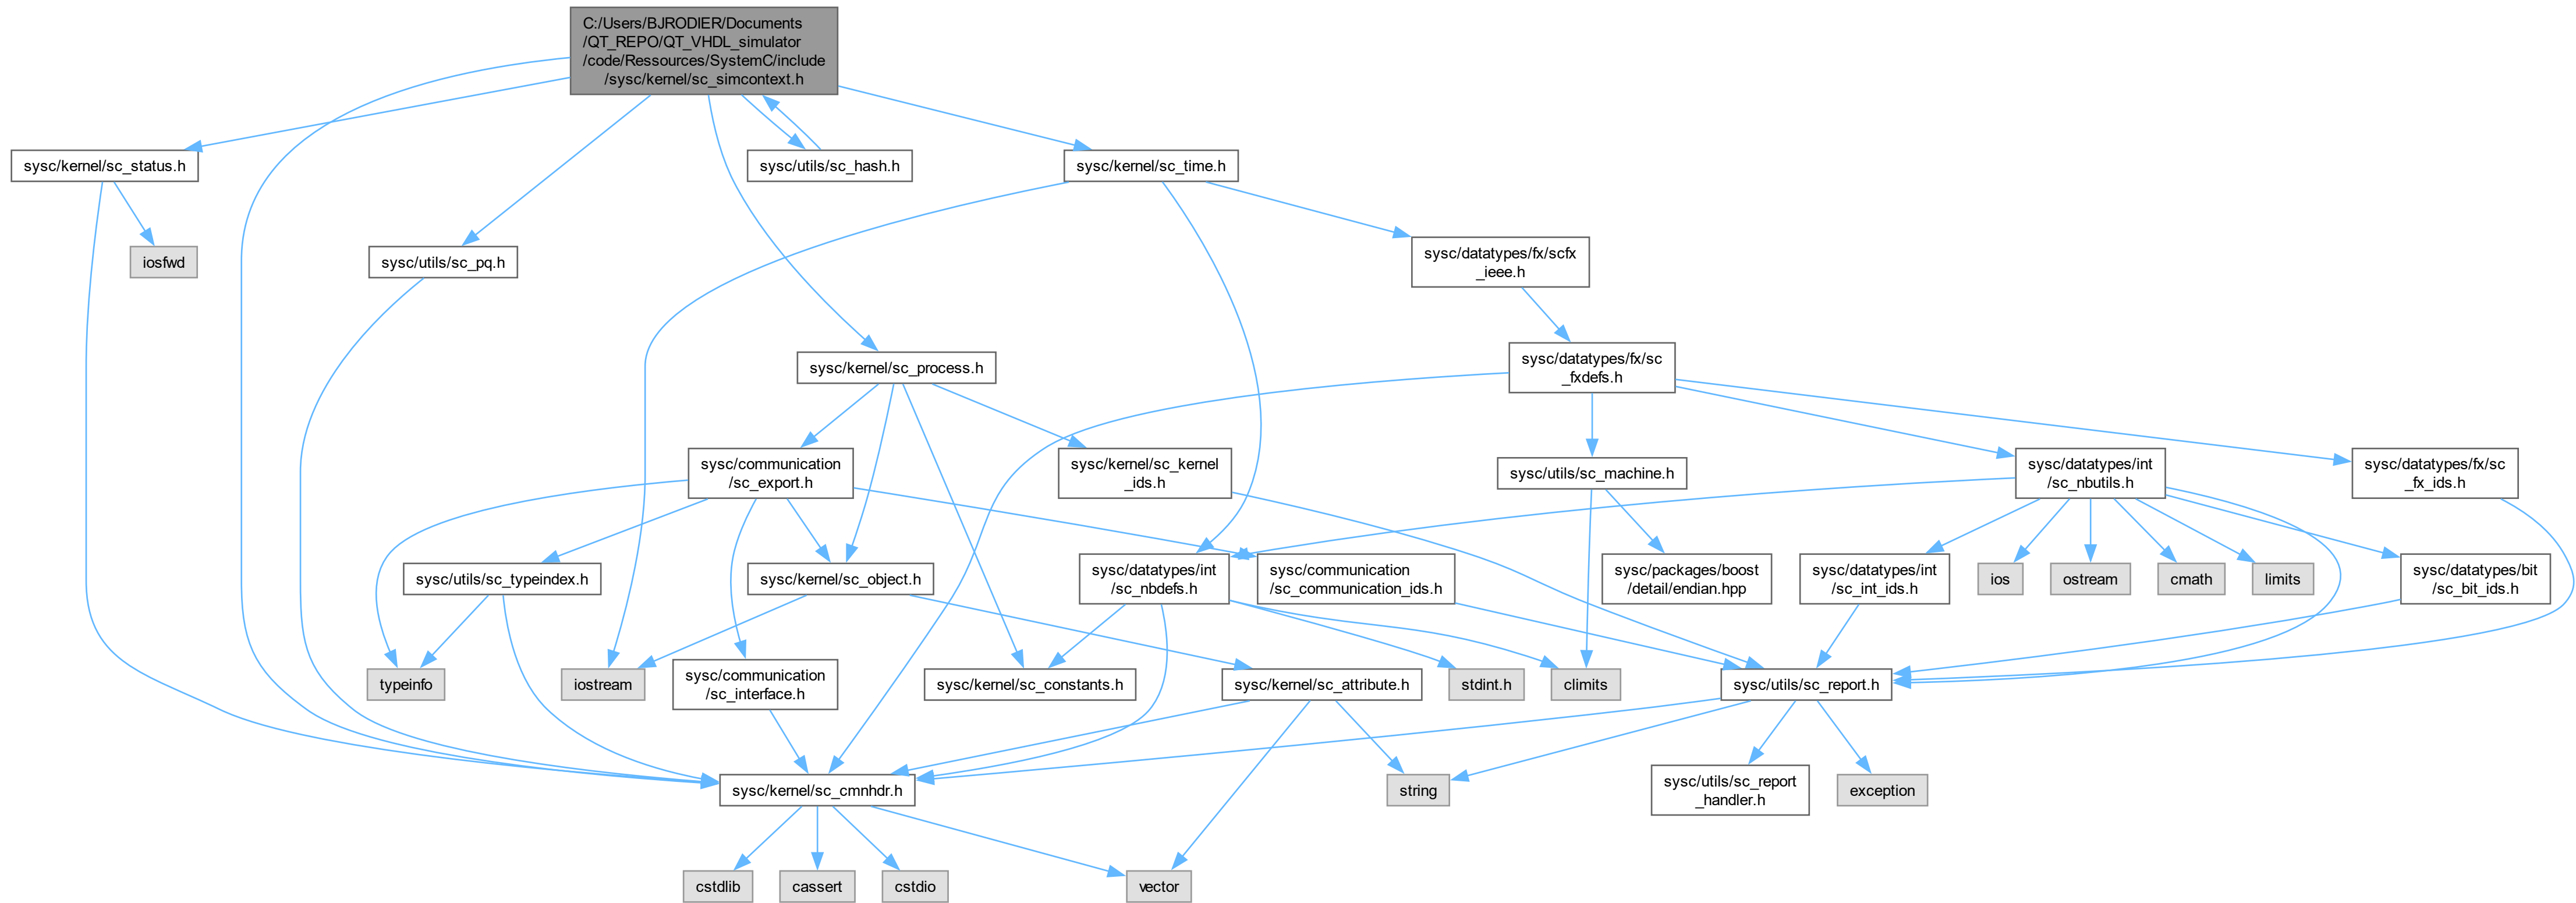 C:/Users/BJRODIER/Documents
/QT_REPO/QT_VHDL_simulator
/code/Ressources/SystemC/include
/sysc/kernel/sc_simcontext.h
sysc/kernel/sc_status.h
sysc/utils/sc_hash.h
sysc/kernel/sc_time.h
iosfwd
sysc/utils/sc_pq.h
sysc/datatypes/fx/scfx
_ieee.h
sysc/kernel/sc_process.h
sysc/datatypes/fx/sc
_fxdefs.h
sysc/communication
/sc_export.h
sysc/kernel/sc_kernel
_ids.h
sysc/utils/sc_machine.h
sysc/datatypes/int
/sc_nbutils.h
sysc/datatypes/fx/sc
_fx_ids.h
sysc/utils/sc_typeindex.h
sysc/kernel/sc_object.h
sysc/datatypes/int
/sc_nbdefs.h
sysc/communication
/sc_communication_ids.h
sysc/packages/boost
/detail/endian.hpp
sysc/datatypes/int
/sc_int_ids.h
ios
ostream
cmath
limits
sysc/datatypes/bit
/sc_bit_ids.h
typeinfo
iostream
sysc/communication
/sc_interface.h
sysc/kernel/sc_constants.h
sysc/kernel/sc_attribute.h
stdint.h
climits
sysc/utils/sc_report.h
sysc/kernel/sc_cmnhdr.h
string
sysc/utils/sc_report
_handler.h
exception
cstdlib
cassert
cstdio
vector